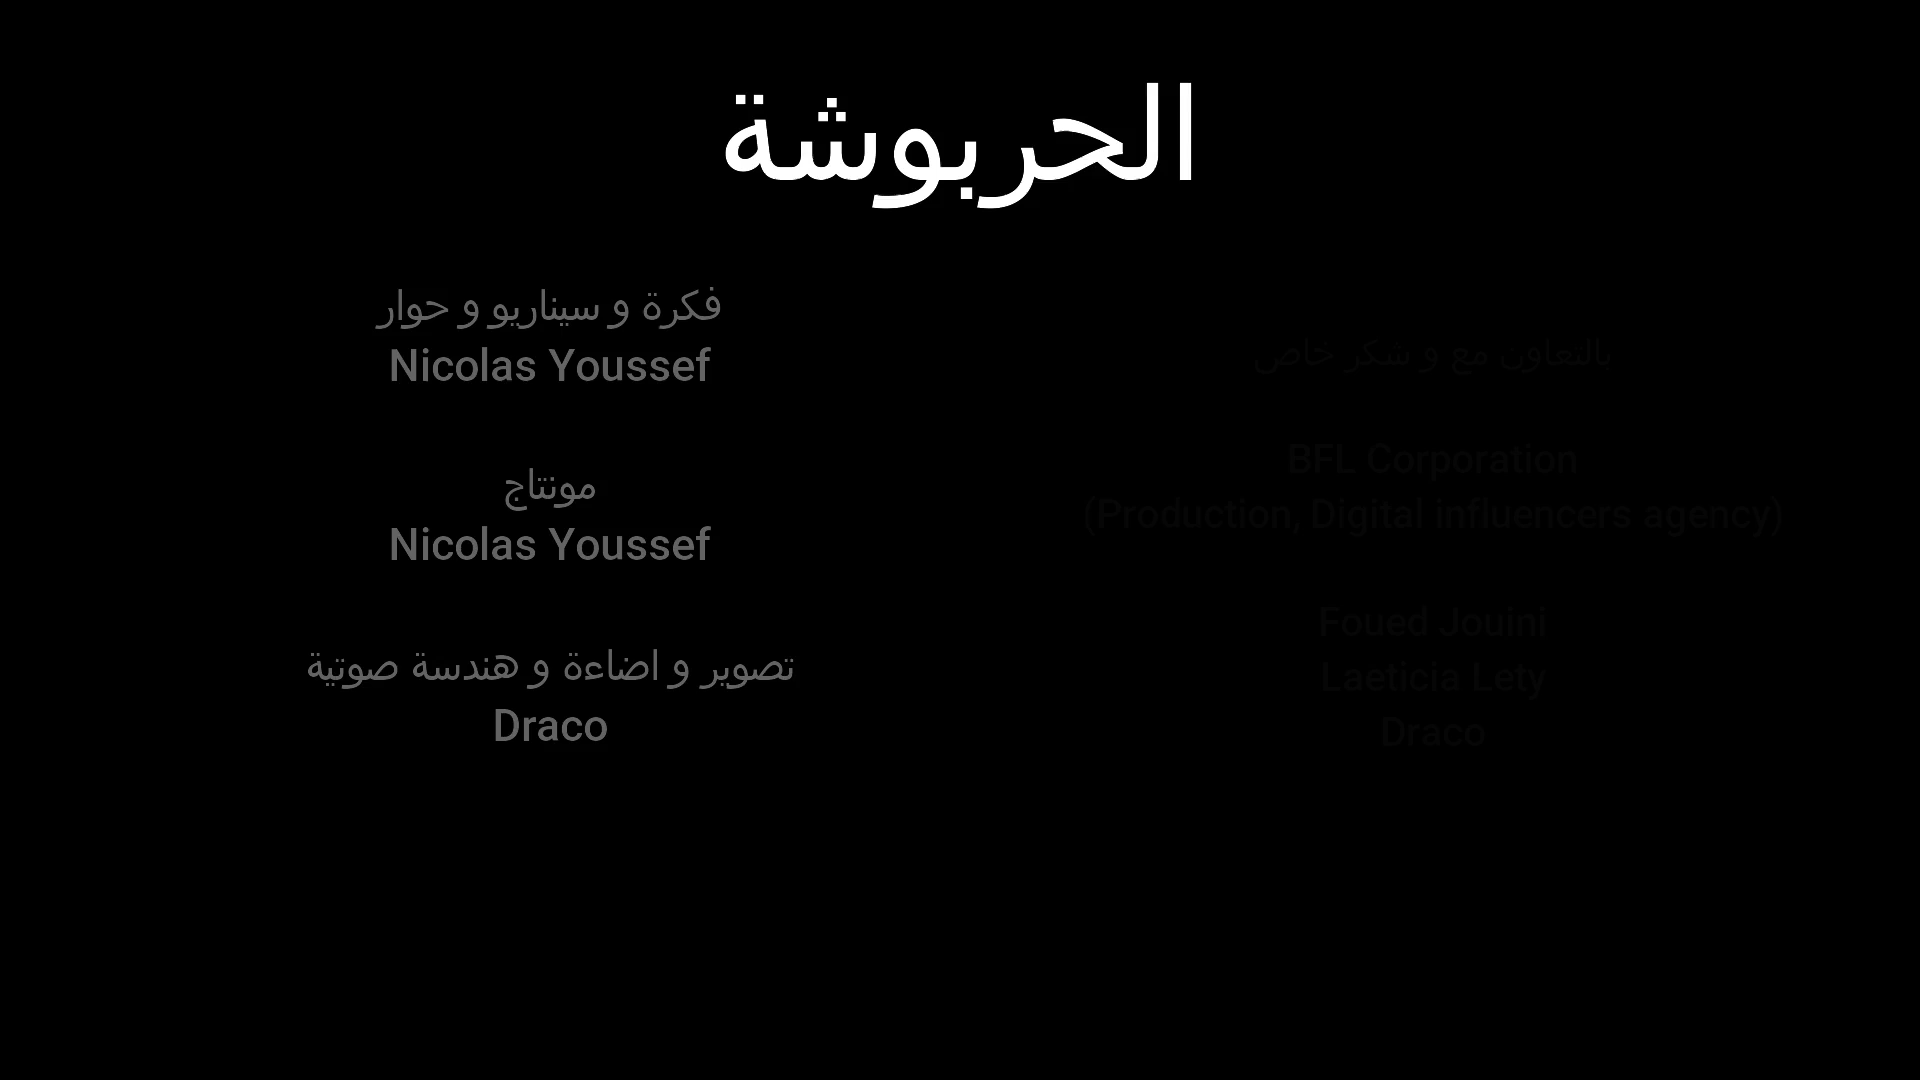 الحربوشة
فكرة و سيناريو و حوار
Nicolas Youssef
مونتاج
Nicolas Youssef
تصوير و اضاءة و هندسة صوتية
Draco
بالتعاون مع و شكر خاص
BFL Corporation
(Production, Digital influencers agency)
Foued Jouini
Laeticia Lety
Draco